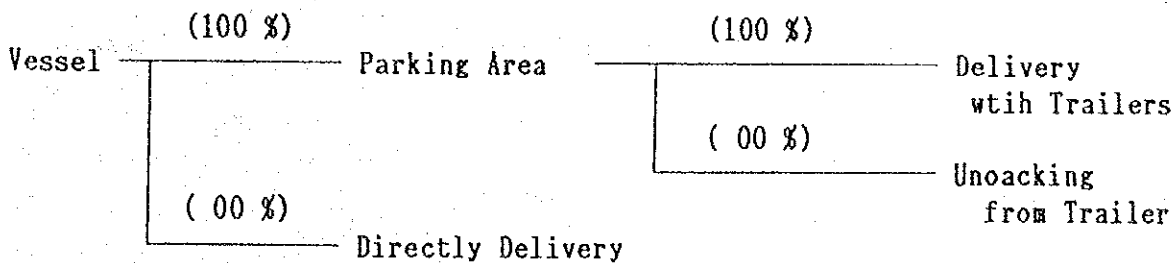 (100 %) (100 %)
Vessel Parking Area Delivery
wtih Trailers
( 00 %)
Unoacking
from Trailer
( 00 %)
Directly Delivery